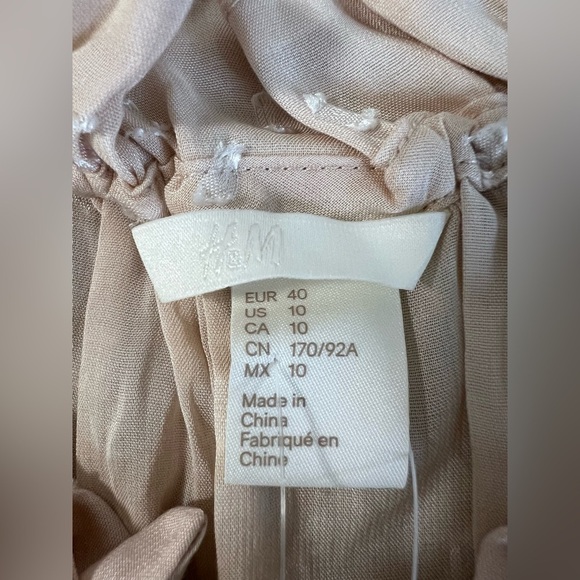 H&M
EUR 40
US 10
CA 10
CN 170/92A
MX 10
Made in
China
Fabriqué en
Chine